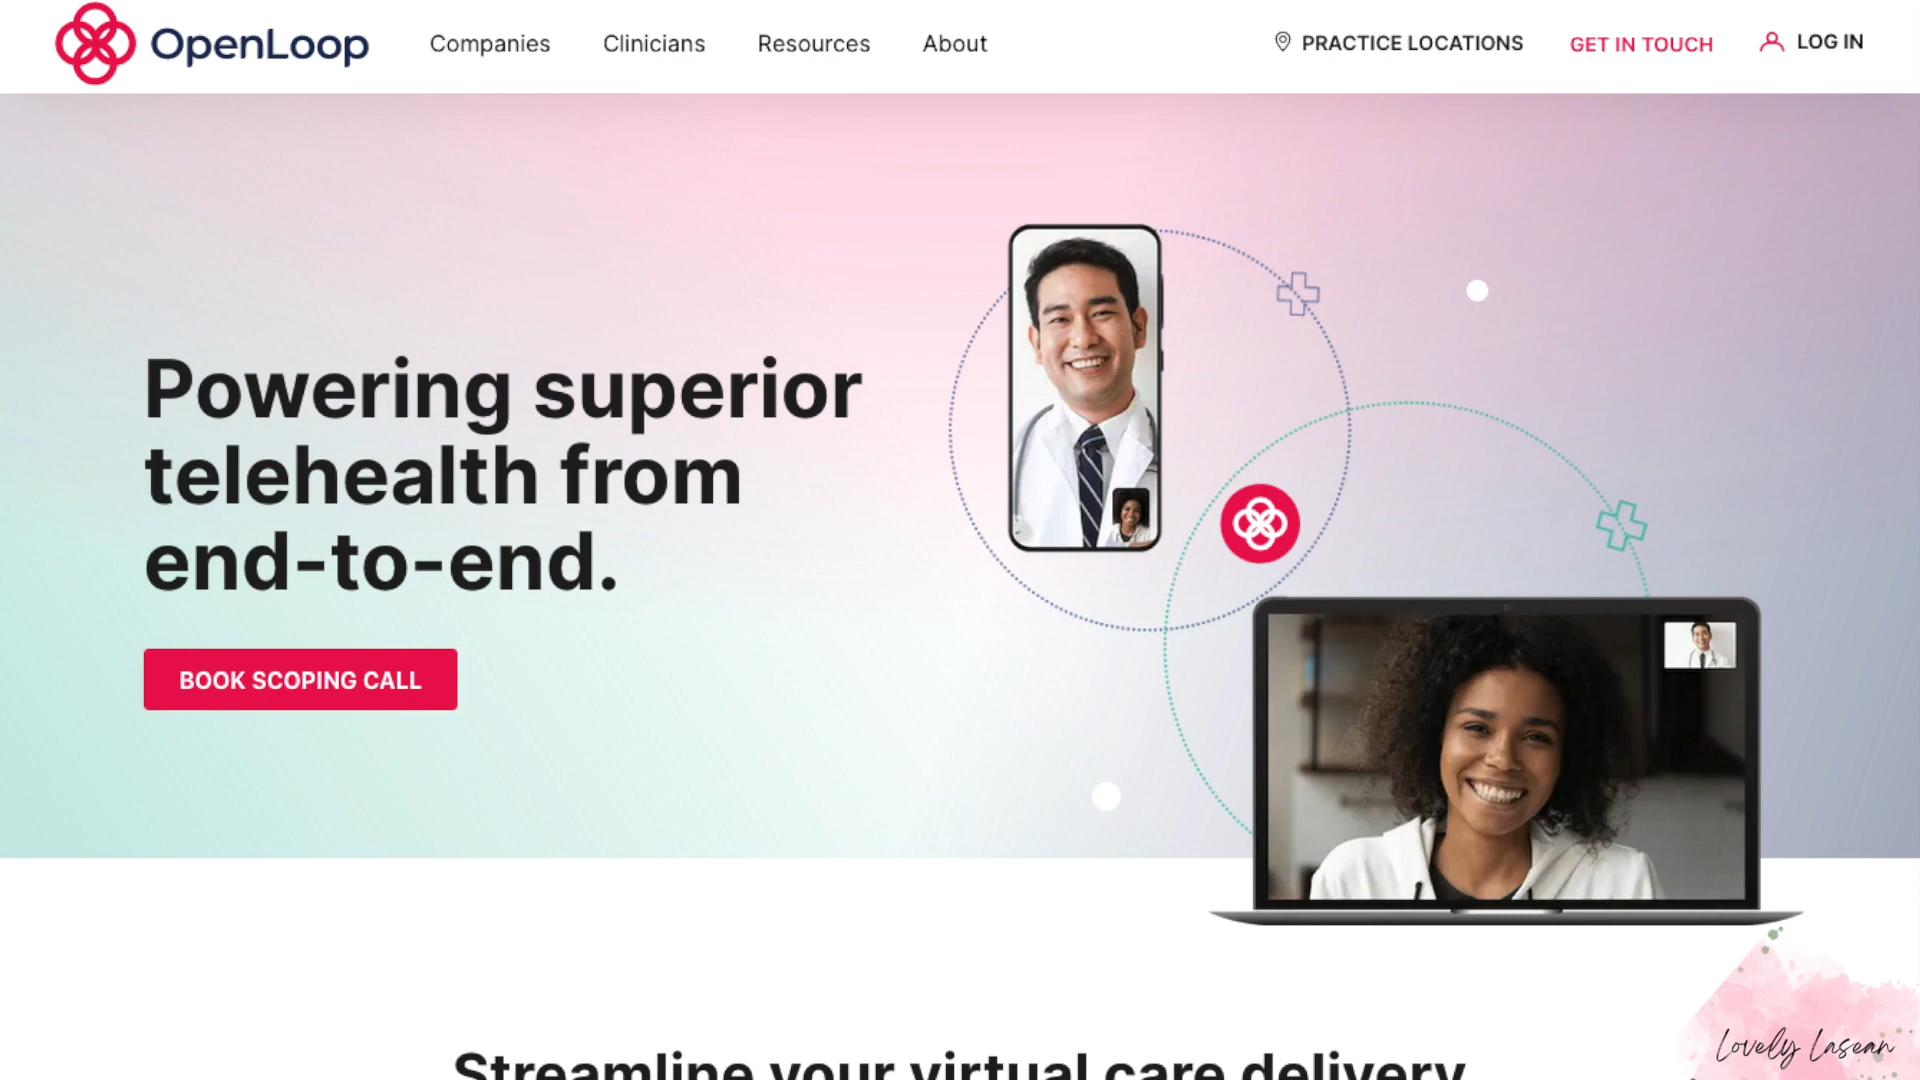 OpenLoop
Companies
Clinicians
Resources
About
PRACTICE LOCATIONS
GET IN TOUCH
LOG IN
Powering superior
telehealth from
end-to-end.
BOOK SCOPING CALL
Streamline your virtual care delivery
Lovely Lasean